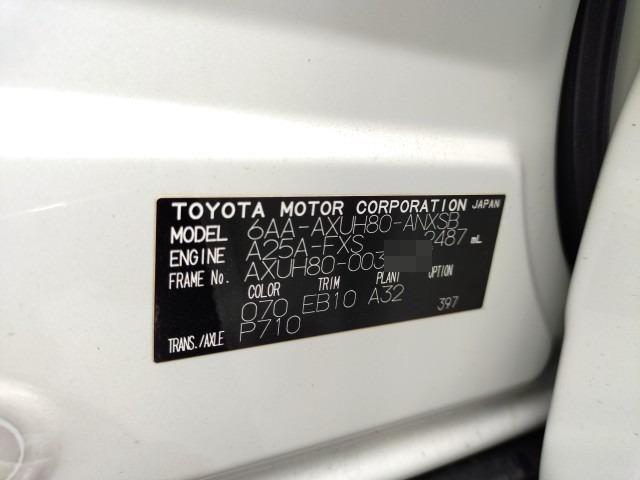 TOYOTA MOTOR CORPORATION JAPAN
MODEL 6AA-AXUH80-ANXSB
ENGINE A25A-FXS 2487 mL
FRAME No. AXUH80-003
COLOR TRIM PLANT OPTION
070 EB10 A32 397
TRANS./AXLE P710